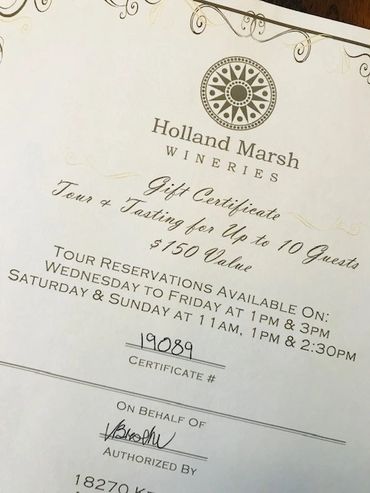 Holland Marsh
WINERIES
Gift Certificate
Tour & Tasting for Up to 10 Guests
$150 Value
TOUR RESERVATIONS AVAILABLE ON:
WEDNESDAY TO FRIDAY AT 1PM & 3PM
SATURDAY & SUNDAY AT 11AM, 1PM & 2:30PM
19089
CERTIFICATE #
ON BEHALF OF
AUTHORIZED BY
18270